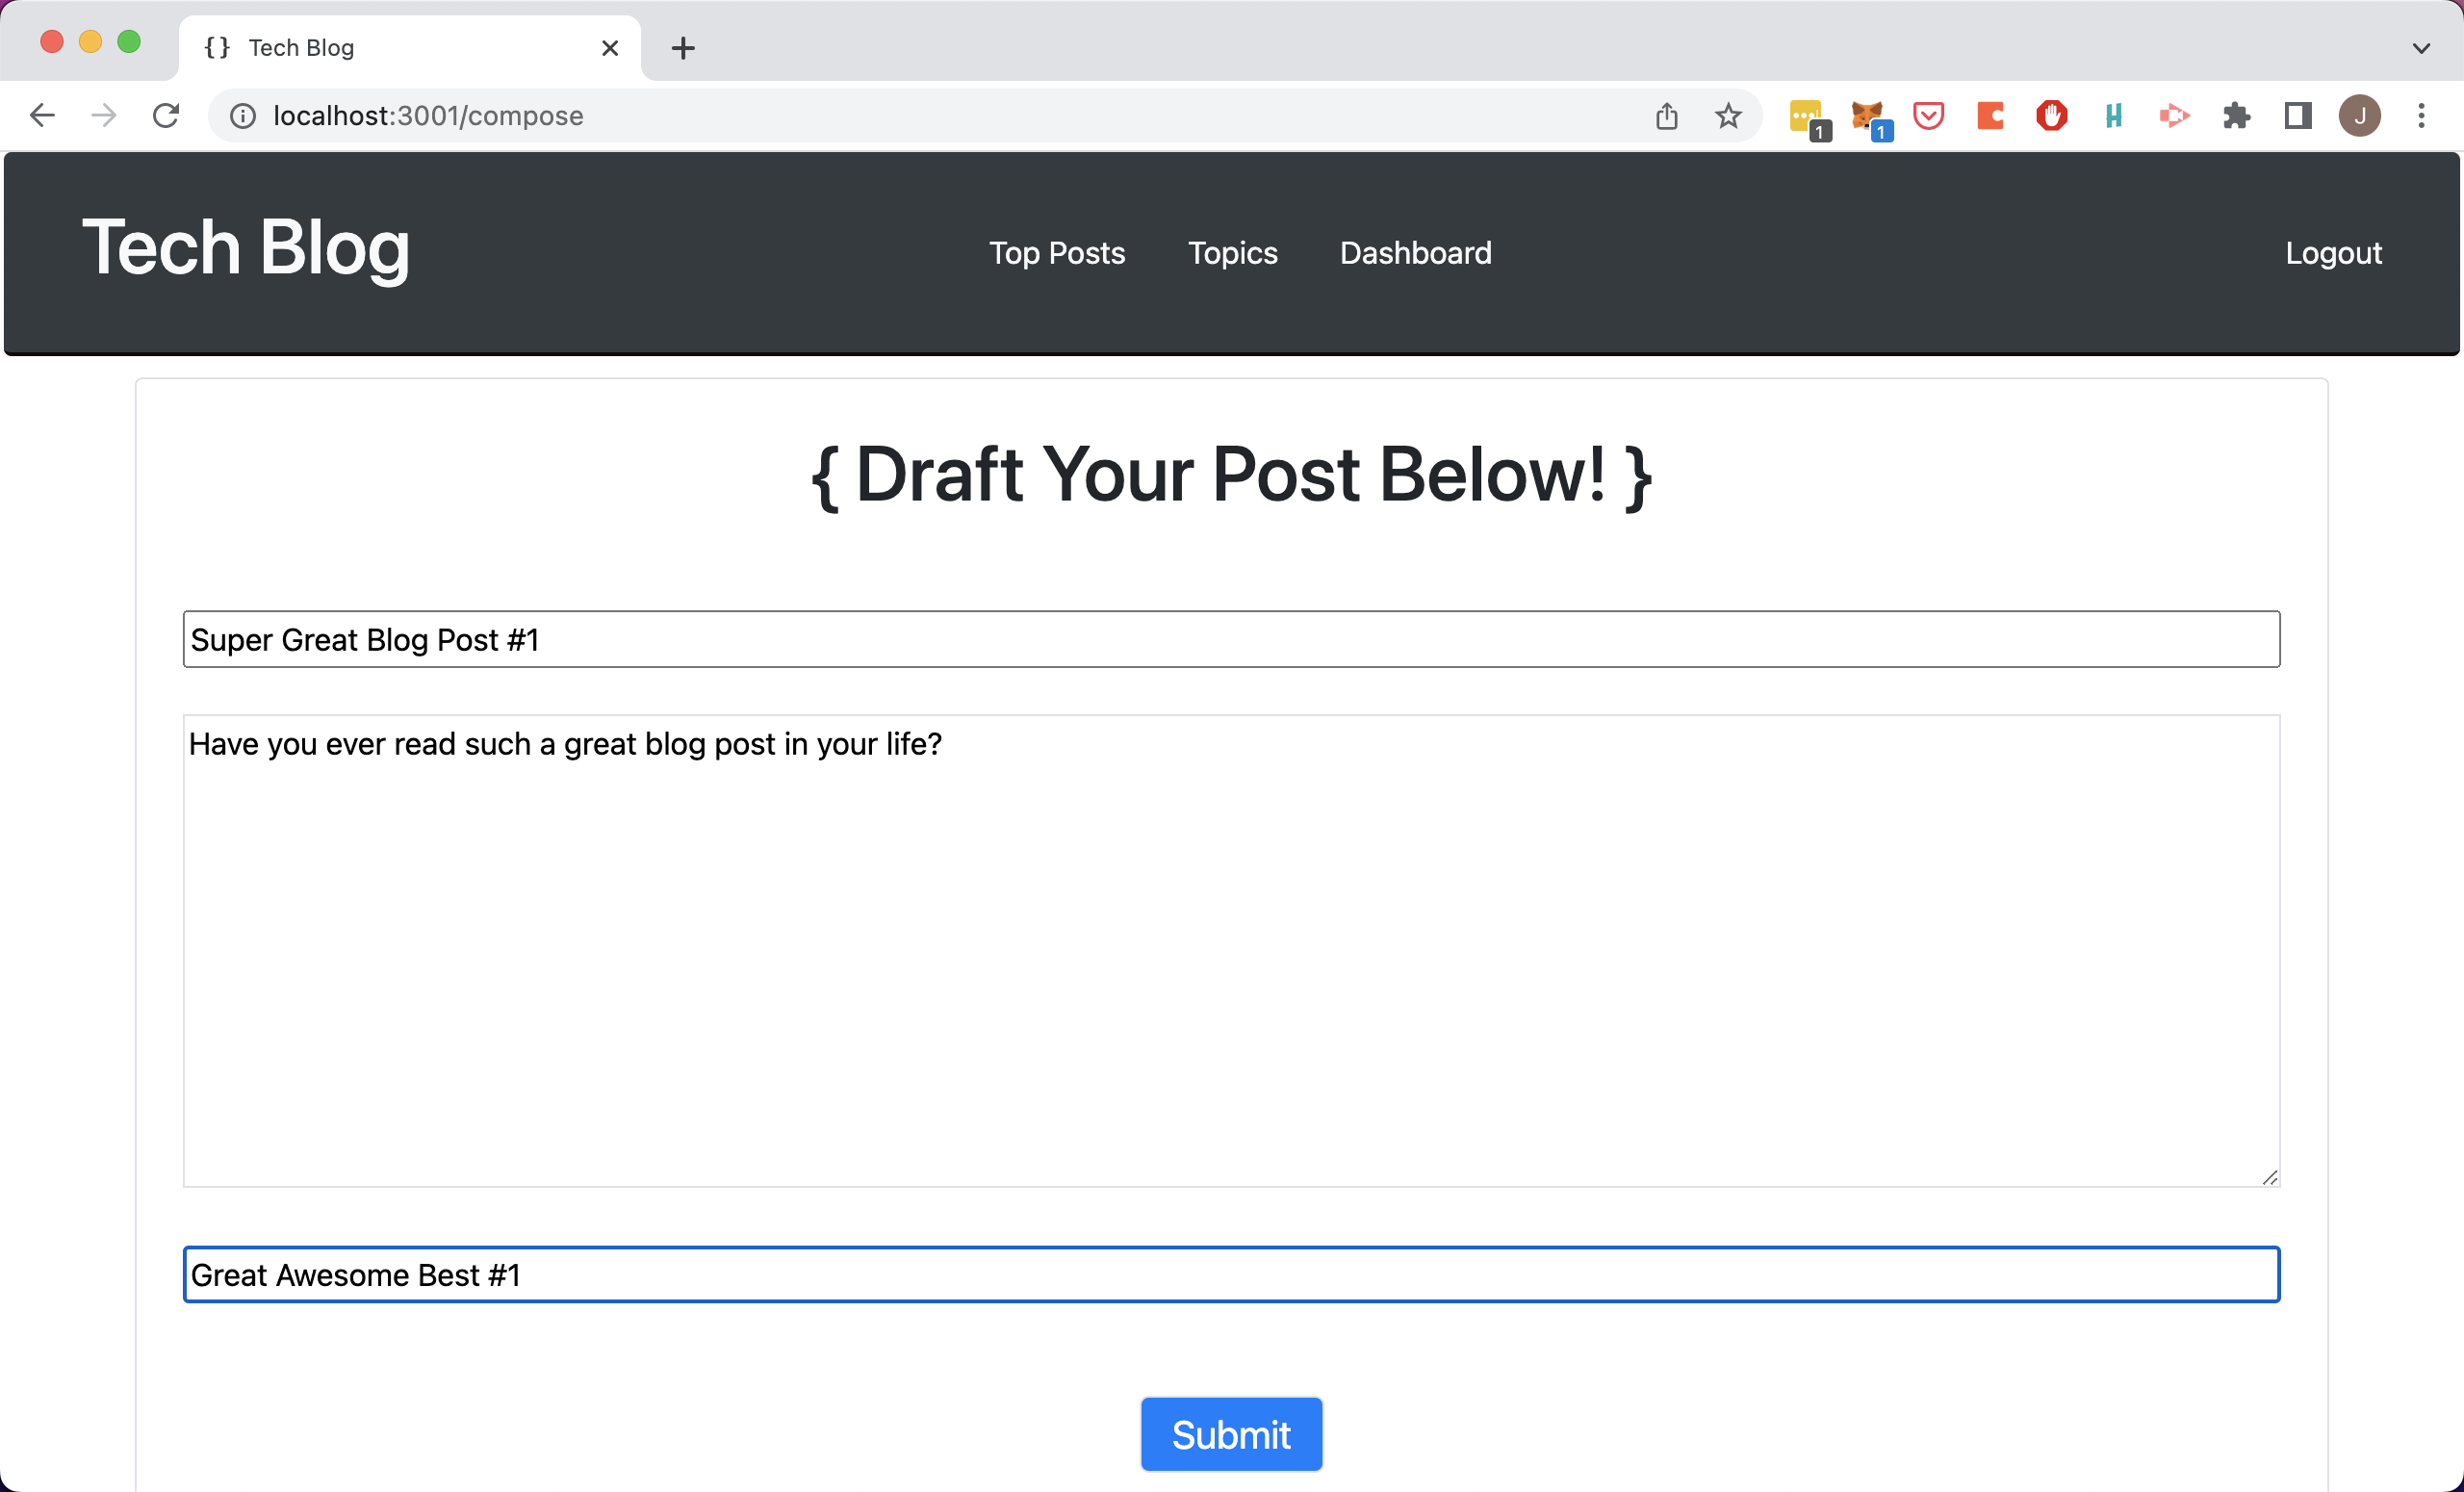 {} Tech Blog
localhost:3001/compose
1
1
J
Tech Blog
Top Posts Topics Dashboard
Logout
{ Draft Your Post Below! }
Super Great Blog Post #1
Have you ever read such a great blog post in your life?
Great Awesome Best #1
Submit